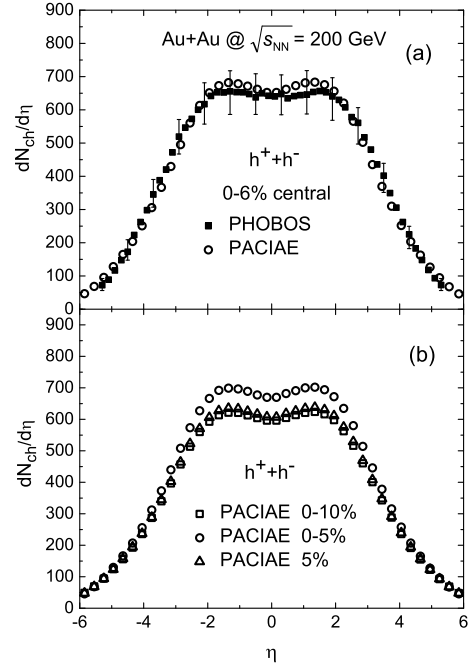 Au+Au @ √sNN = 200 GeV
(a)
900
800
700
600
500
400
300
200
100
0
dNch/dη
h⁺+h⁻
0-6% central
PHOBOS
PACIAE
(b)
900
800
700
600
500
400
300
200
100
0
dNch/dη
h⁺+h⁻
PACIAE 0-10%
PACIAE 0-5%
PACIAE 5%
-6 -4 -2 0 2 4 6
η